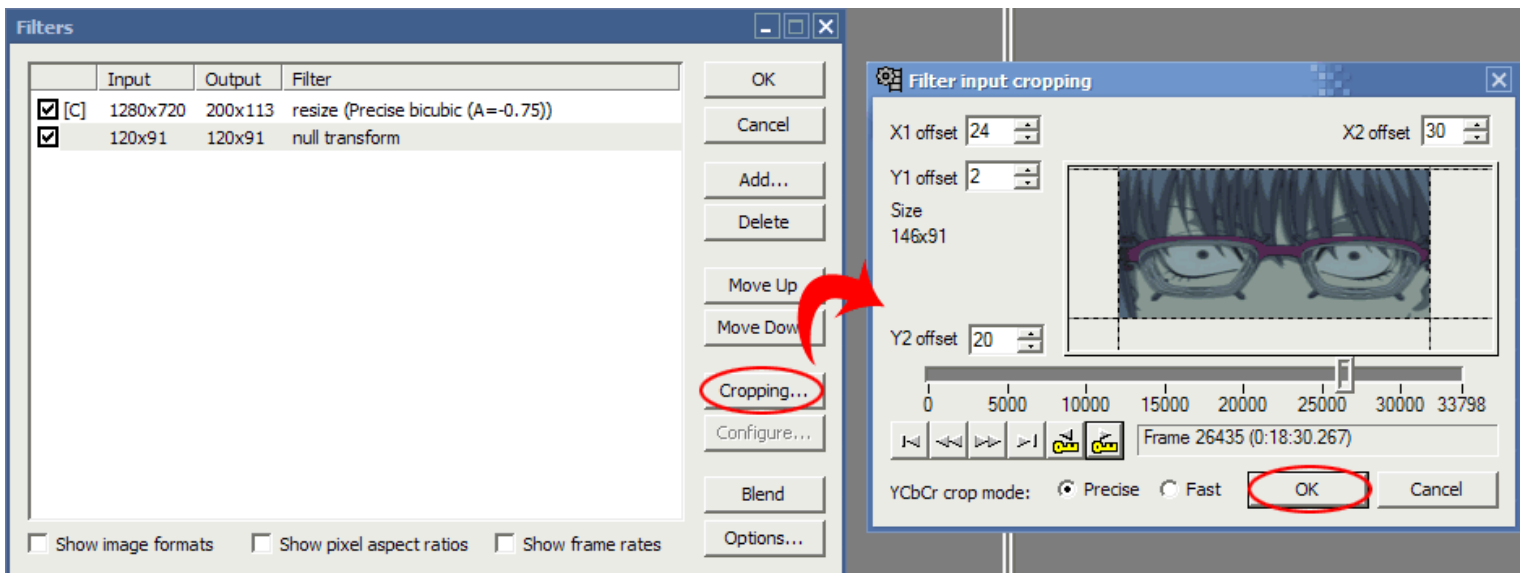 Filters
Input Output Filter
[C] 1280x720 200x113 resize (Precise bicubic (A=-0.75))
120x91 120x91 null transform
OK
Cancel
Add...
Delete
Move Up
Move Dow
Cropping...
Configure...
Blend
Options...
Show image formats Show pixel aspect ratios Show frame rates
Filter input cropping
X1 offset 24 X2 offset 30
Y1 offset 2
Size
146x91
Y2 offset 20
0 5000 10000 15000 20000 25000 30000 33798
Frame 26435 (0:18:30.267)
YCbCr crop mode: Precise Fast OK Cancel